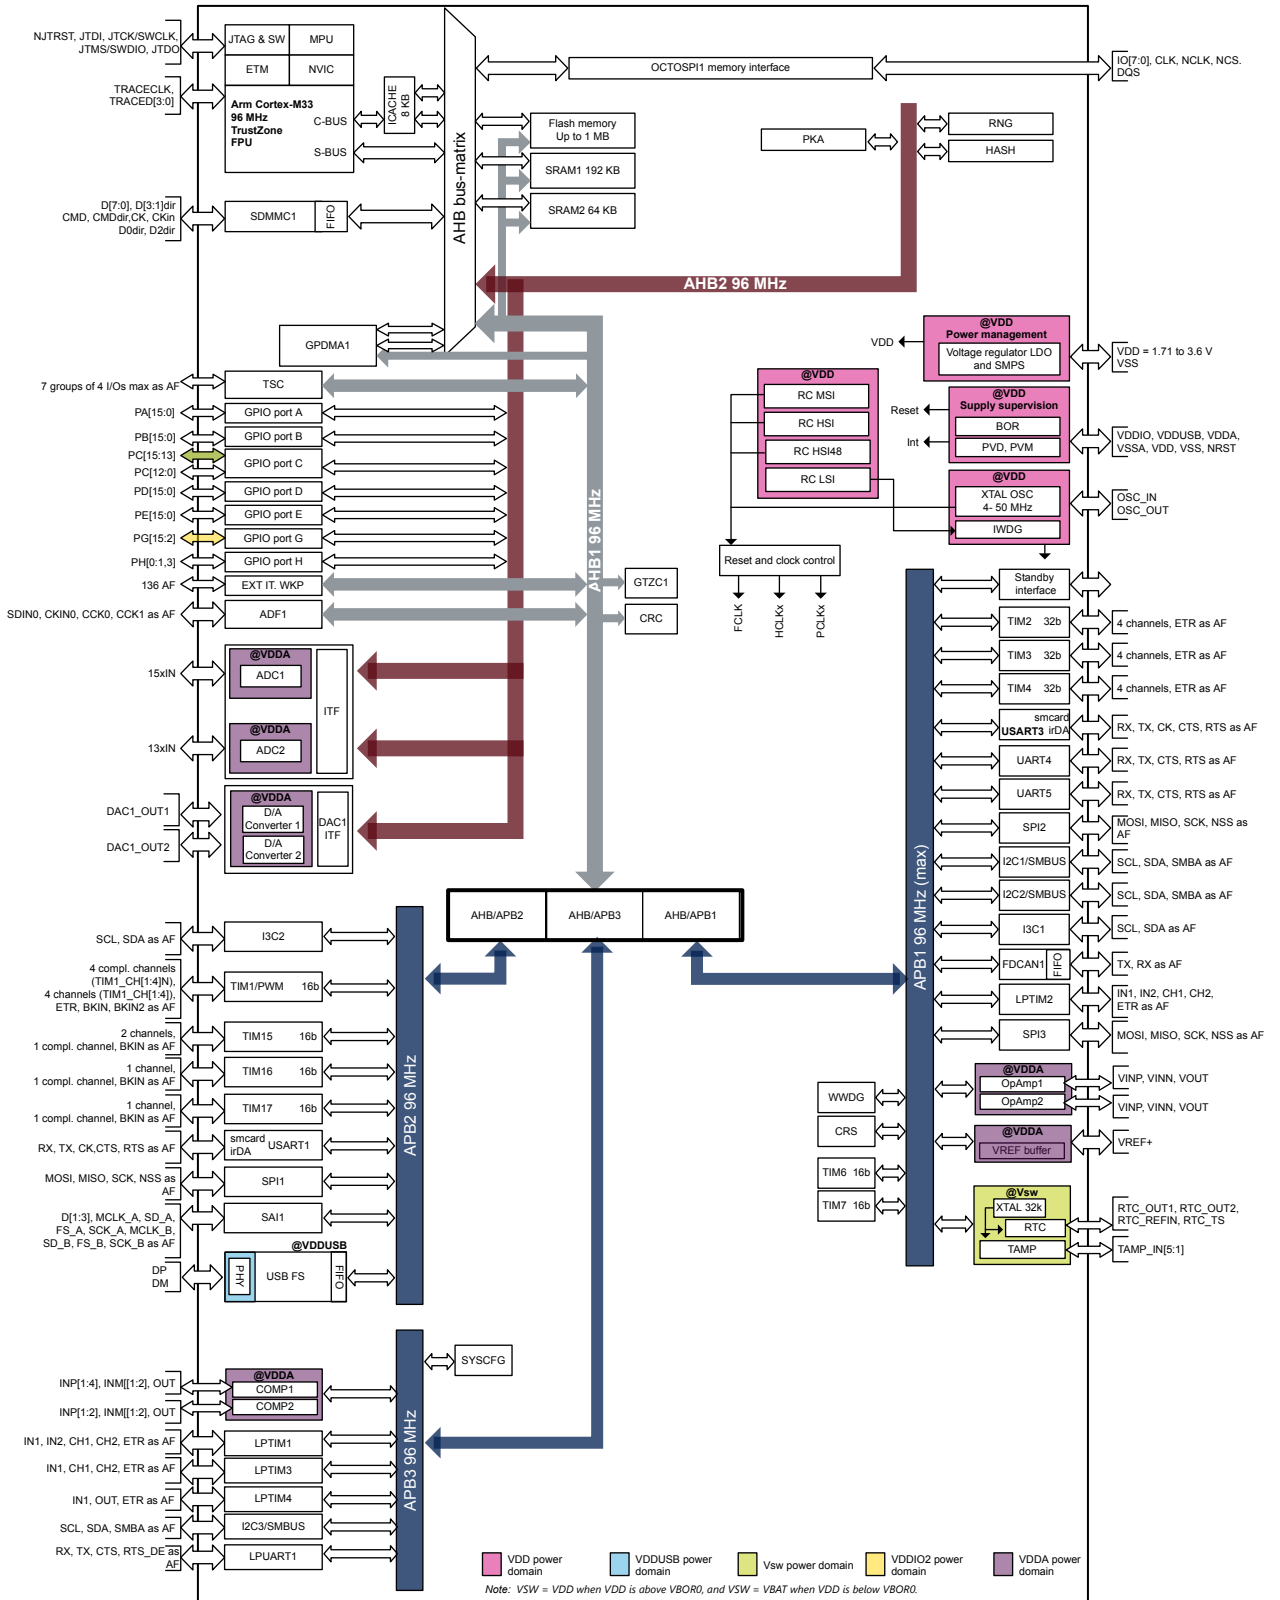 NJTRST, JTDI, JTCK/SWCLK,
JTMS/SWDIO, JTDO
TRACECLK,
TRACED[3:0]
JTAG & SW
MPU
ETM
NVIC
Arm Cortex-M33
96 MHz
TrustZone
FPU
C-BUS
S-BUS
ICACHE
8 KB
AHB bus-matrix
OCTOSPI1 memory interface
IO[7:0], CLK, NCLK, NCS.
DQS
Flash memory
Up to 1 MB
SRAM1 192 KB
SRAM2 64 KB
PKA
RNG
HASH
D[7:0], D[3:1]dir
CMD, CMDdir,CK, CKin
D0dir, D2dir
SDMMC1
FIFO
AHB2 96 MHz
GPDMA1
7 groups of 4 I/Os max as AF
TSC
PA[15:0]
GPIO port A
PB[15:0]
GPIO port B
PC[15:13]
PC[12:0]
GPIO port C
PD[15:0]
GPIO port D
PE[15:0]
GPIO port E
PG[15:2]
GPIO port G
PH[0:1,3]
GPIO port H
136 AF
EXT IT. WKP
SDIN0, CKIN0, CCK0, CCK1 as AF
ADF1
AHB1 96 MHz
GTZC1
CRC
@VDD
Power management
Voltage regulator LDO
and SMPS
VDD
VDD = 1.71 to 3.6 V
VSS
@VDD
Supply supervision
BOR
PVD, PVM
Reset
Int
VDDIO, VDDUSB, VDDA,
VSSA, VDD, VSS, NRST
@VDD
RC MSI
RC HSI
RC HSI48
RC LSI
@VDD
XTAL OSC
4- 50 MHz
IWDG
OSC_IN
OSC_OUT
Reset and clock control
FCLK
HCLKx
PCLKx
15xIN
@VDDA
ADC1
ITF
13xIN
@VDDA
ADC2
DAC1_OUT1
DAC1_OUT2
@VDDA
D/A
Converter 1
D/A
Converter 2
DAC1
ITF
AHB/APB2
AHB/APB3
AHB/APB1
APB1 96 MHz (max)
Standby
interface
TIM2 32b
4 channels, ETR as AF
TIM3 32b
4 channels, ETR as AF
TIM4 32b
4 channels, ETR as AF
smcard
USART3 irDA
RX, TX, CK, CTS, RTS as AF
UART4
RX, TX, CTS, RTS as AF
UART5
RX, TX, CTS, RTS as AF
SPI2
MOSI, MISO, SCK, NSS as
AF
I2C1/SMBUS
SCL, SDA, SMBA as AF
I2C2/SMBUS
SCL, SDA, SMBA as AF
I3C1
SCL, SDA as AF
FDCAN1
FIFO
TX, RX as AF
LPTIM2
IN1, IN2, CH1, CH2,
ETR as AF
SPI3
MOSI, MISO, SCK, NSS as AF
@VDDA
OpAmp1
OpAmp2
VINP, VINN, VOUT
VINP, VINN, VOUT
@VDDA
VREF buffer
VREF+
@Vsw
XTAL 32k
RTC
TAMP
RTC_OUT1, RTC_OUT2,
RTC_REFIN, RTC_TS
TAMP_IN[5:1]
WWDG
CRS
TIM6 16b
TIM7 16b
SCL, SDA as AF
I3C2
4 compl. channels
(TIM1_CH[1:4]N),
4 channels (TIM1_CH[1:4]),
ETR, BKIN, BKIN2 as AF
TIM1/PWM 16b
2 channels,
1 compl. channel, BKIN as AF
TIM15 16b
1 channel,
1 compl. channel, BKIN as AF
TIM16 16b
1 channel,
1 compl. channel, BKIN as AF
TIM17 16b
RX, TX, CK,CTS, RTS as AF
smcard
irDA USART1
MOSI, MISO, SCK, NSS as
AF
SPI1
D[1:3], MCLK_A, SD_A,
FS_A, SCK_A, MCLK_B,
SD_B, FS_B, SCK_B as AF
SAI1
@VDDUSB
DP
DM
PHY
USB FS
FIFO
APB2 96 MHz
APB3 96 MHz
SYSCFG
INP[1:4], INM[[1:2], OUT
INP[1:2], INM[[1:2], OUT
@VDDA
COMP1
COMP2
IN1, IN2, CH1, CH2, ETR as AF
LPTIM1
IN1, CH1, CH2, ETR as AF
LPTIM3
IN1, OUT, ETR as AF
LPTIM4
SCL, SDA, SMBA as AF
I2C3/SMBUS
RX, TX, CTS, RTS_DE as
AF
LPUART1
VDD power
domain
VDDUSB power
domain
Vsw power domain
VDDIO2 power
domain
VDDA power
domain
Note: VSW = VDD when VDD is above VBOR0, and VSW = VBAT when VDD is below VBOR0.